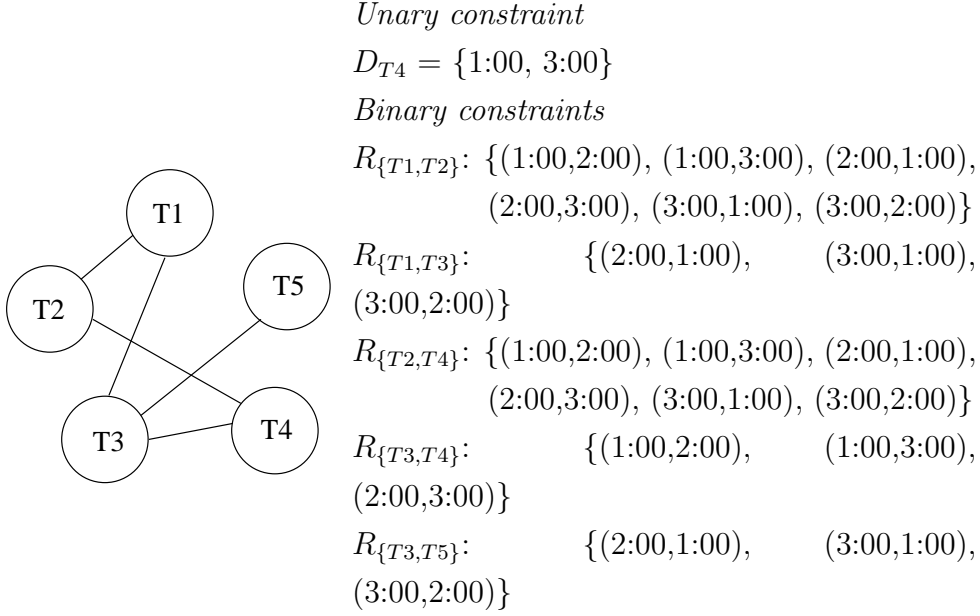 Unary constraint
D_{T4} = {1:00, 3:00}
Binary constraints
R_{{T1,T2}}: {(1:00,2:00), (1:00,3:00), (2:00,1:00),
(2:00,3:00), (3:00,1:00), (3:00,2:00)}
R_{{T1,T3}}: {(2:00,1:00), (3:00,1:00),
(3:00,2:00)}
R_{{T2,T4}}: {(1:00,2:00), (1:00,3:00), (2:00,1:00),
(2:00,3:00), (3:00,1:00), (3:00,2:00)}
R_{{T3,T4}}: {(1:00,2:00), (1:00,3:00),
(2:00,3:00)}
R_{{T3,T5}}: {(2:00,1:00), (3:00,1:00),
(3:00,2:00)}
T1
T5
T2
T3
T4